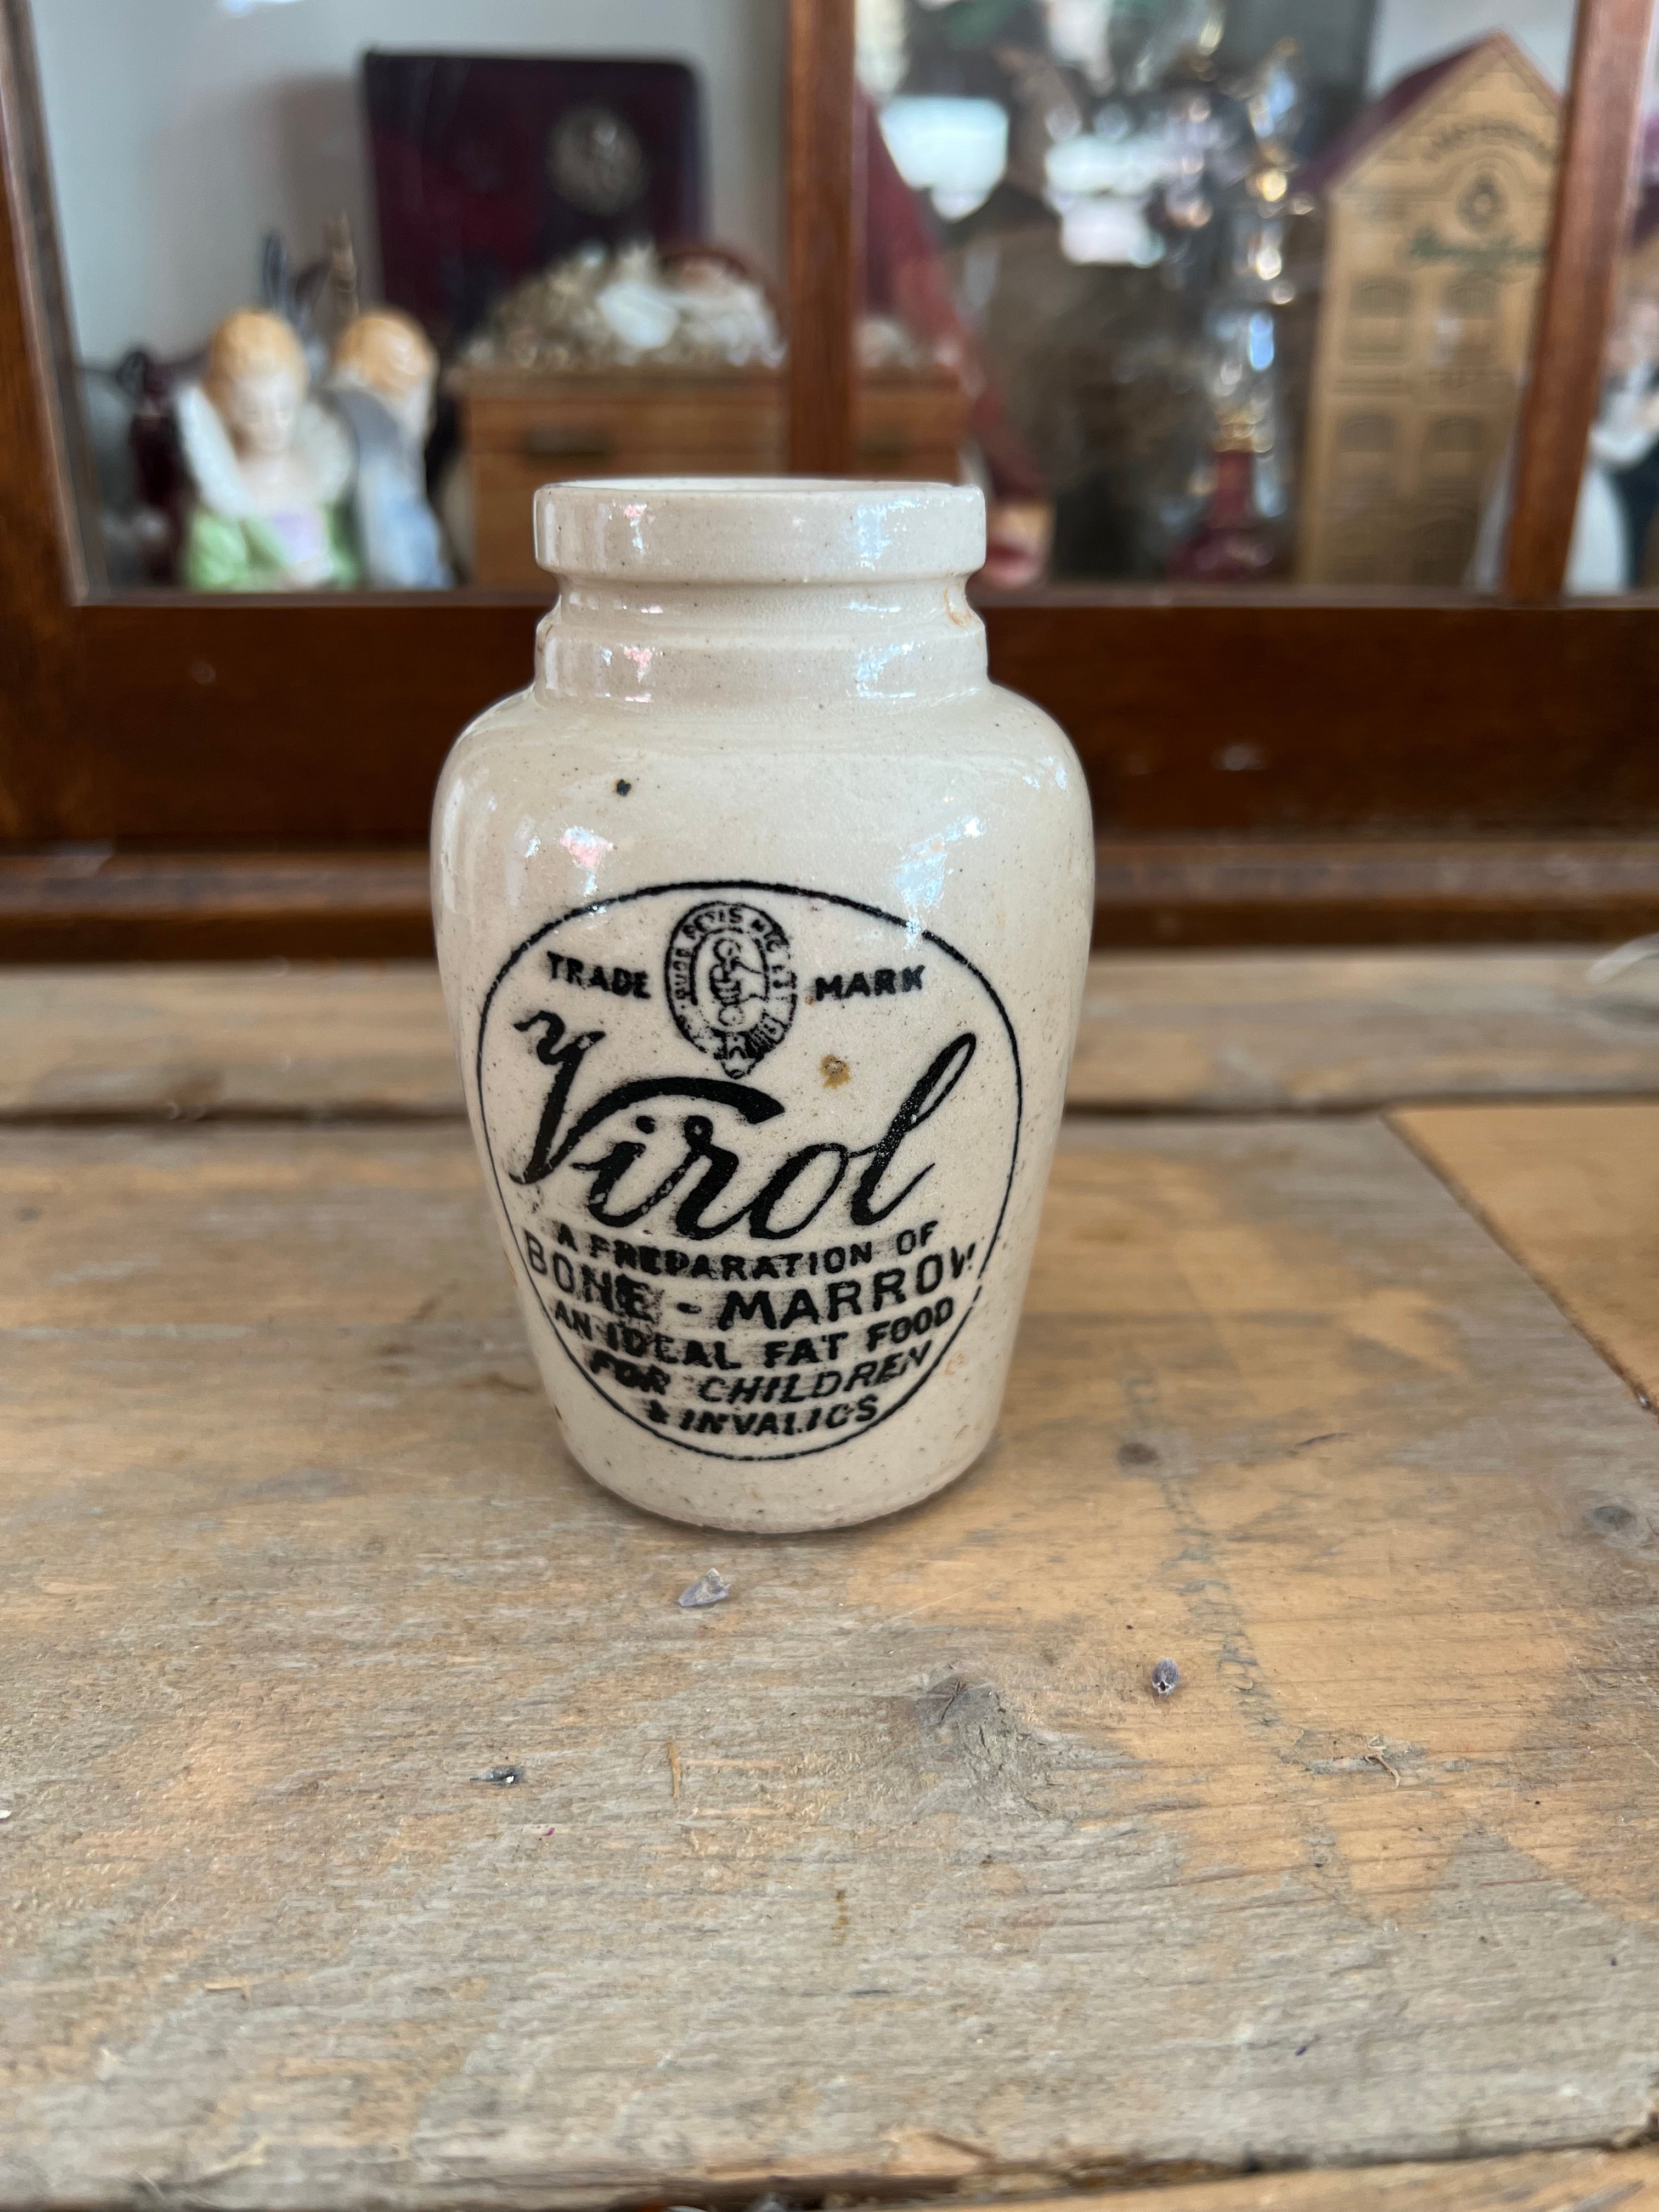 TRADE MARK
Virol
A PREPARATION OF
BONE-MARROW
AN IDEAL FAT FOOD
FOR CHILDREN
& INVALIDS